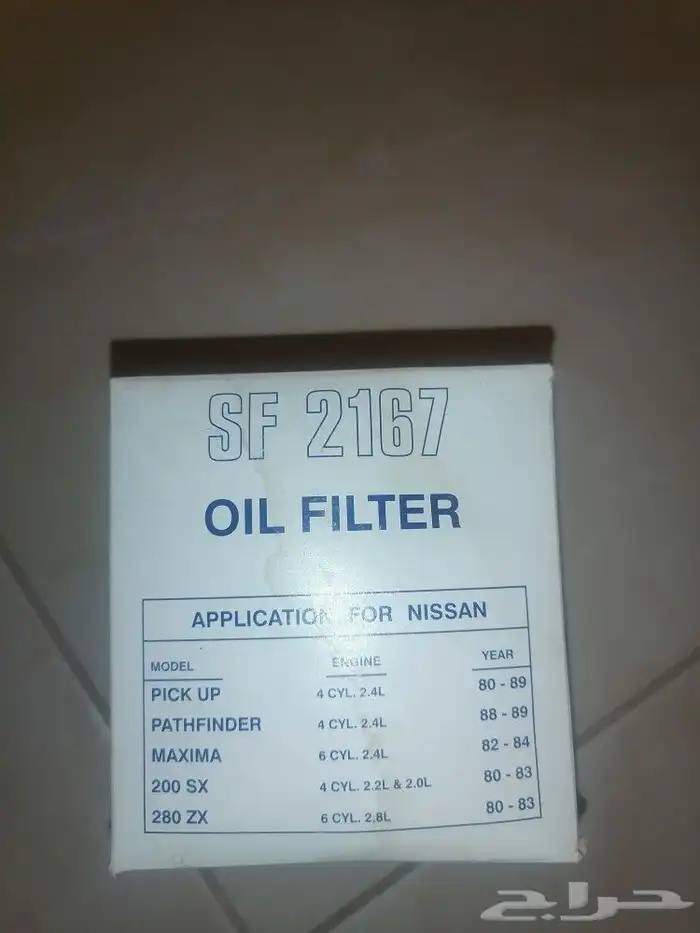 SF 2167
OIL FILTER
APPLICATION FOR NISSAN
MODEL ENGINE YEAR
PICK UP 4 CYL. 2.4L 80 - 89
PATHFINDER 4 CYL. 2.4L 88 - 89
MAXIMA 6 CYL. 2.4L 82 - 84
200 SX 4 CYL. 2.2L & 2.0L 80 - 83
280 ZX 6 CYL. 2.8L 80 - 83
حراج